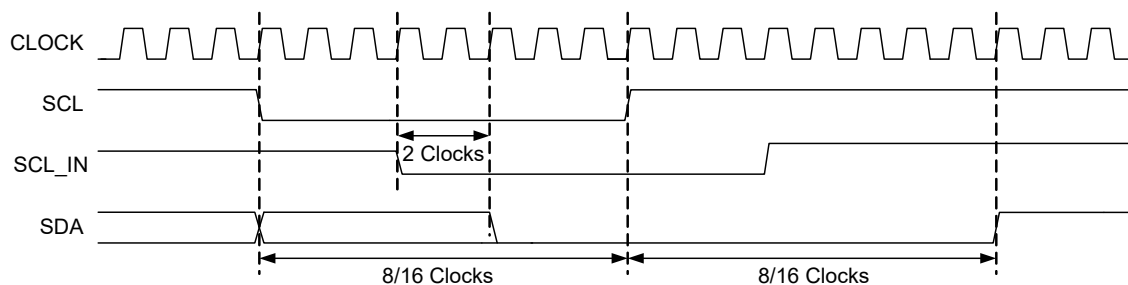 CLOCK
SCL
SCL_IN
2 Clocks
SDA
8/16 Clocks
8/16 Clocks